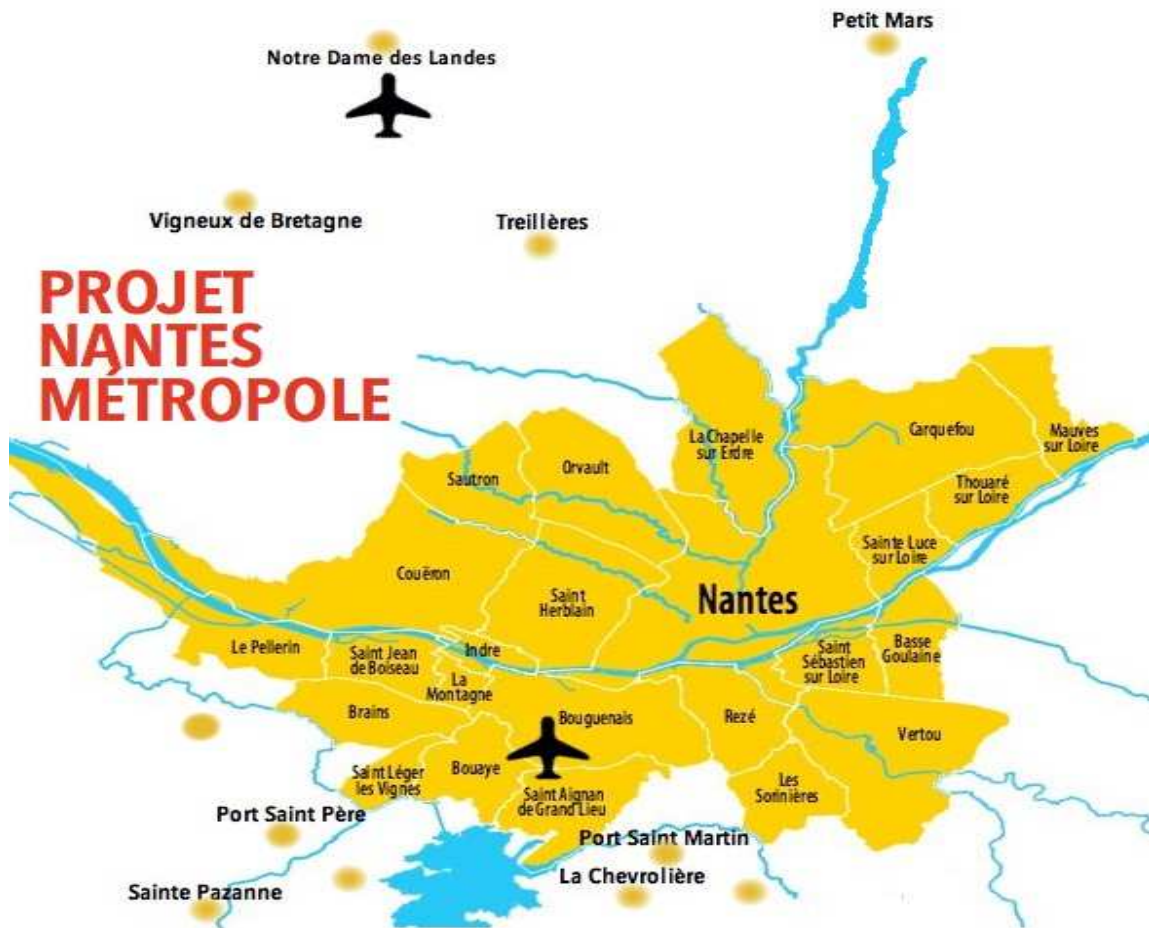 Petit Mars
Notre Dame des Landes
Vigneux de Bretagne
Treillères
PROJET
NANTES
MÉTROPOLE
La Chapelle
sur Erdre
Carquefou
Mauves
sur Loire
Orvault
Sautron
Thouaré
sur Loire
Sainte Luce
sur Loire
Couëron
Saint
Herblain
Nantes
Le Pellerin
Saint Jean
de Boiseau
Indre
La
Montagne
Saint
Sébastien
sur Loire
Basse
Goulaine
Brains
Bouguenais
Rezé
Vertou
Saint Léger
les Vignes
Bouaye
Saint Aignan
de Grand Lieu
Les
Sorinières
Port Saint Père
Port Saint Martin
La Chevrolière
Sainte Pazanne